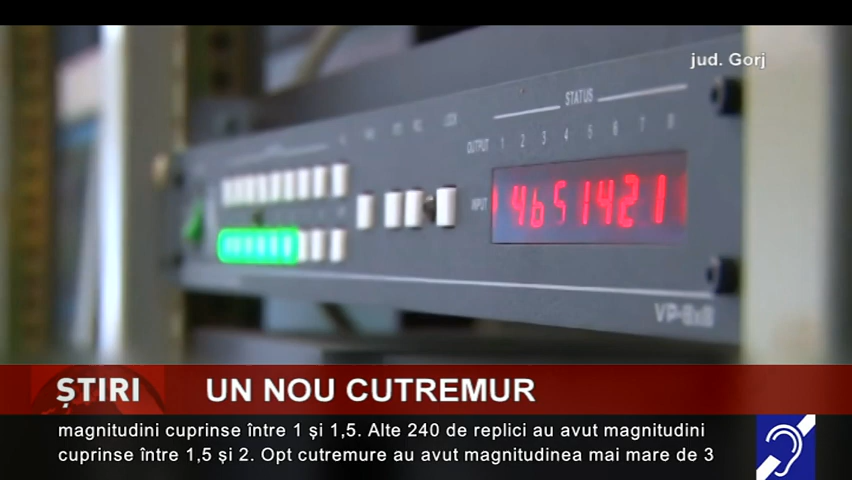 jud. Gorj
STATUS
OUTPUT 1 2 3 4 5 6 7 8
INPUT 46514211
VP-8x8
ȘTIRI UN NOU CUTREMUR
magnitudini cuprinse între 1 și 1,5. Alte 240 de replici au avut magnitudini
cuprinse între 1,5 și 2. Opt cutremure au avut magnitudinea mai mare de 3